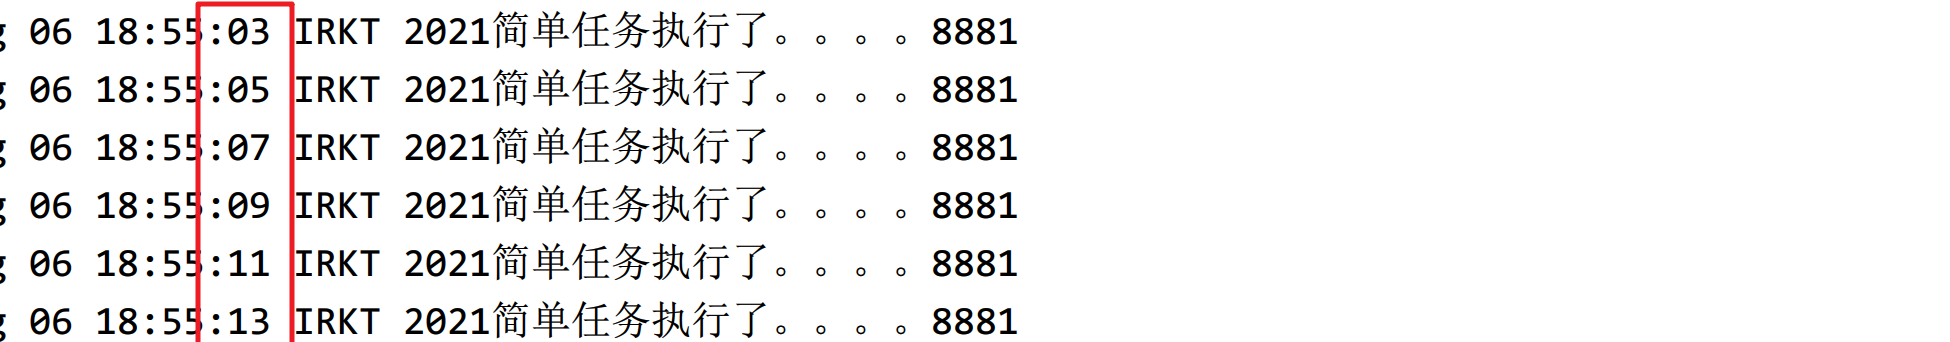 g 06 18:55:03 IRKT 2021简单任务执行了。。。。8881
g 06 18:55:05 IRKT 2021简单任务执行了。。。。8881
g 06 18:55:07 IRKT 2021简单任务执行了。。。。8881
g 06 18:55:09 IRKT 2021简单任务执行了。。。。8881
g 06 18:55:11 IRKT 2021简单任务执行了。。。。8881
g 06 18:55:13 IRKT 2021简单任务执行了。。。。8881